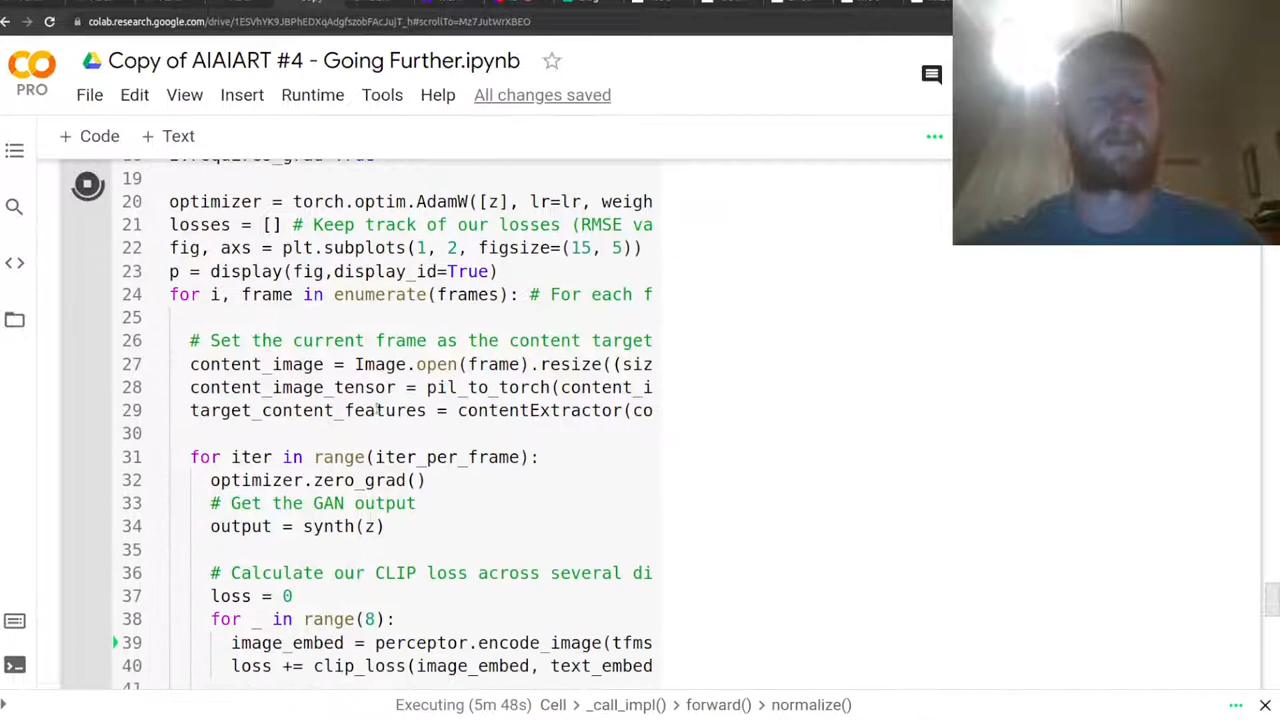 colab.research.google.com/drive/1ESVhYK9JBPhEDXqAdgfszobFAcJujT_h#scrollTo=Mz7JutWrXBEO
Copy of AIAIART #4 - Going Further.ipynb
PRO
File Edit View Insert Runtime Tools Help All changes saved
+ Code + Text
19
20 optimizer = torch.optim.AdamW([z], lr=lr, weigh
21 losses = [] # Keep track of our losses (RMSE va
22 fig, axs = plt.subplots(1, 2, figsize=(15, 5))
23 p = display(fig,display_id=True)
24 for i, frame in enumerate(frames): # For each f
25
26 # Set the current frame as the content target
27 content_image = Image.open(frame).resize((siz
28 content_image_tensor = pil_to_torch(content_i
29 target_content_features = contentExtractor(co
30
31 for iter in range(iter_per_frame):
32 optimizer.zero_grad()
33 # Get the GAN output
34 output = synth(z)
35
36 # Calculate our CLIP loss across several di
37 loss = 0
38 for _ in range(8):
39 image_embed = perceptor.encode_image(tfms
40 loss += clip_loss(image_embed, text_embed
Executing (5m 48s) Cell > _call_impl() > forward() > normalize()